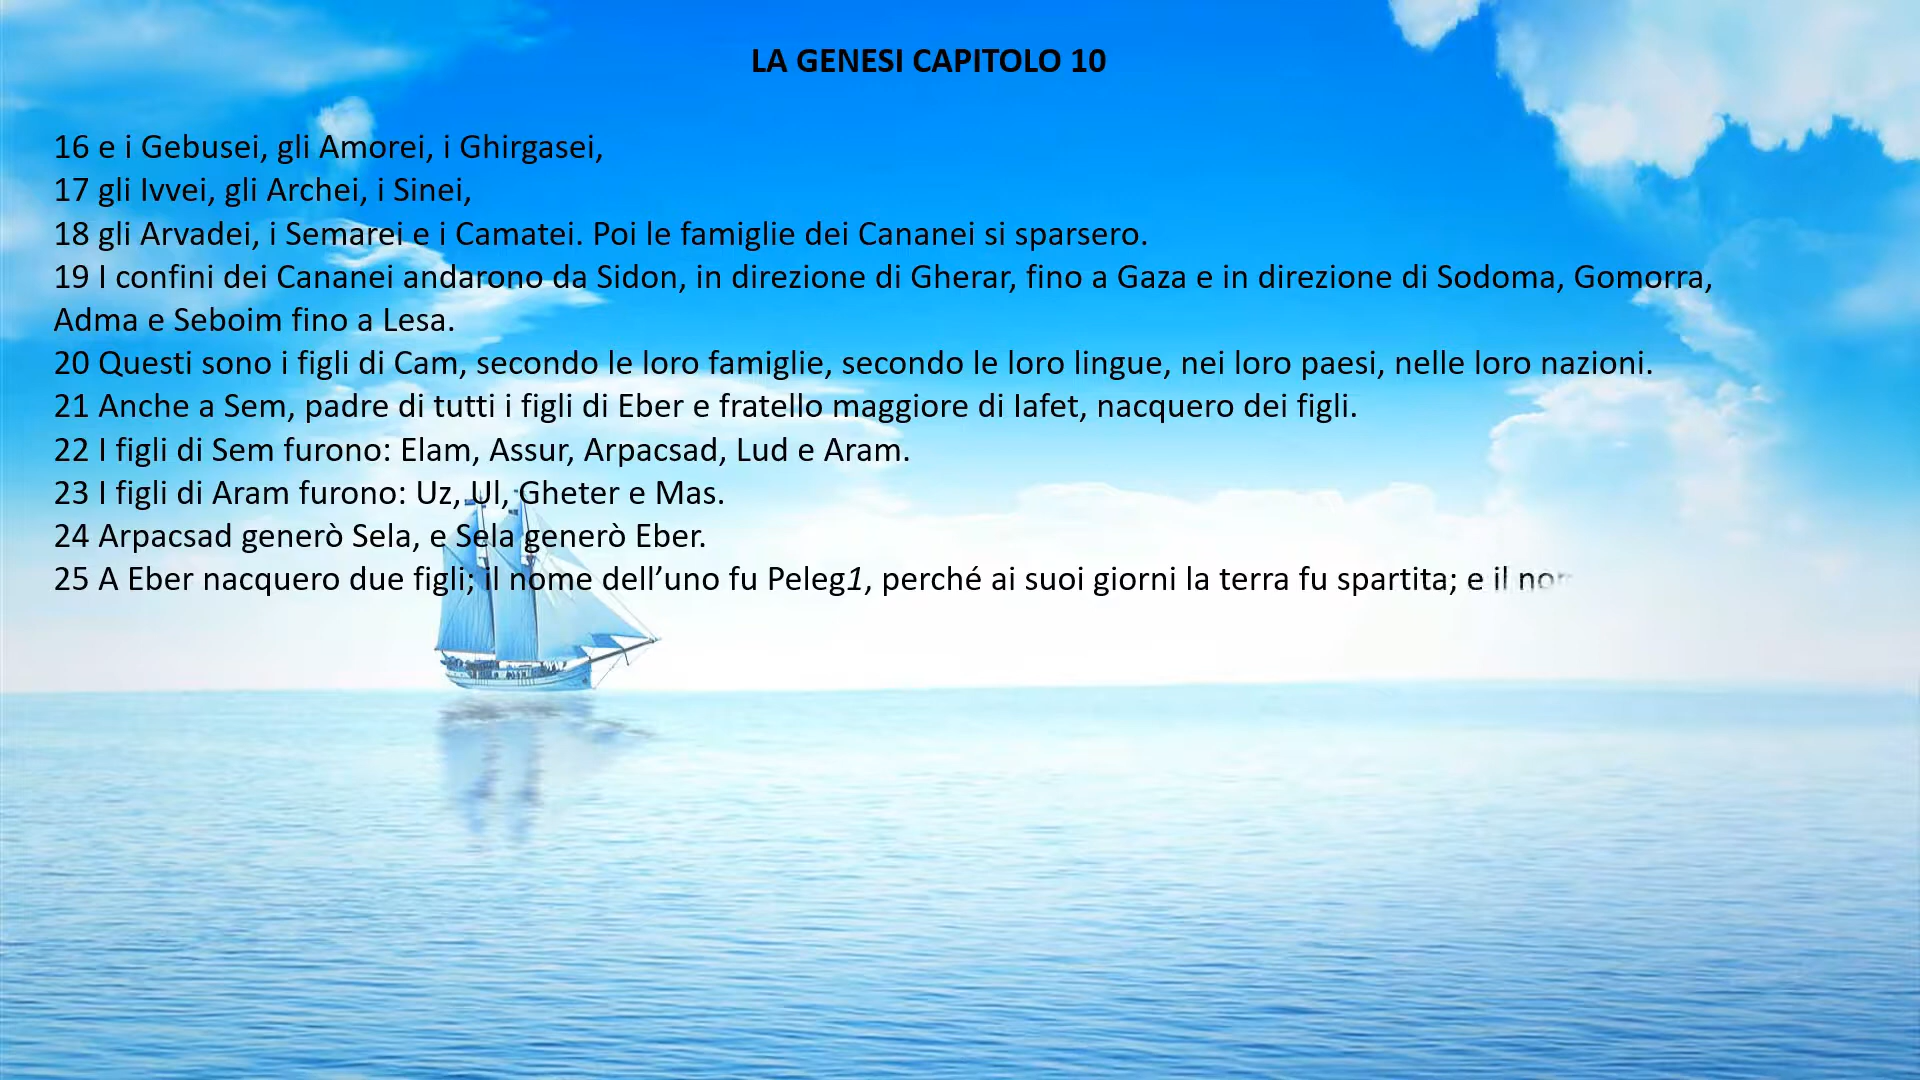 LA GENESI CAPITOLO 10
16 e i Gebusei, gli Amorei, i Ghirgasei,
17 gli Ivvei, gli Archei, i Sinei,
18 gli Arvadei, i Semarei e i Camatei. Poi le famiglie dei Cananei si sparsero.
19 I confini dei Cananei andarono da Sidon, in direzione di Gherar, fino a Gaza e in direzione di Sodoma, Gomorra,
Adma e Seboim fino a Lesa.
20 Questi sono i figli di Cam, secondo le loro famiglie, secondo le loro lingue, nei loro paesi, nelle loro nazioni.
21 Anche a Sem, padre di tutti i figli di Eber e fratello maggiore di Iafet, nacquero dei figli.
22 I figli di Sem furono: Elam, Assur, Arpacsad, Lud e Aram.
23 I figli di Aram furono: Uz, Ul, Gheter e Mas.
24 Arpacsad generò Sela, e Sela generò Eber.
25 A Eber nacquero due figli; il nome dell’uno fu Peleg1, perché ai suoi giorni la terra fu spartita; e il